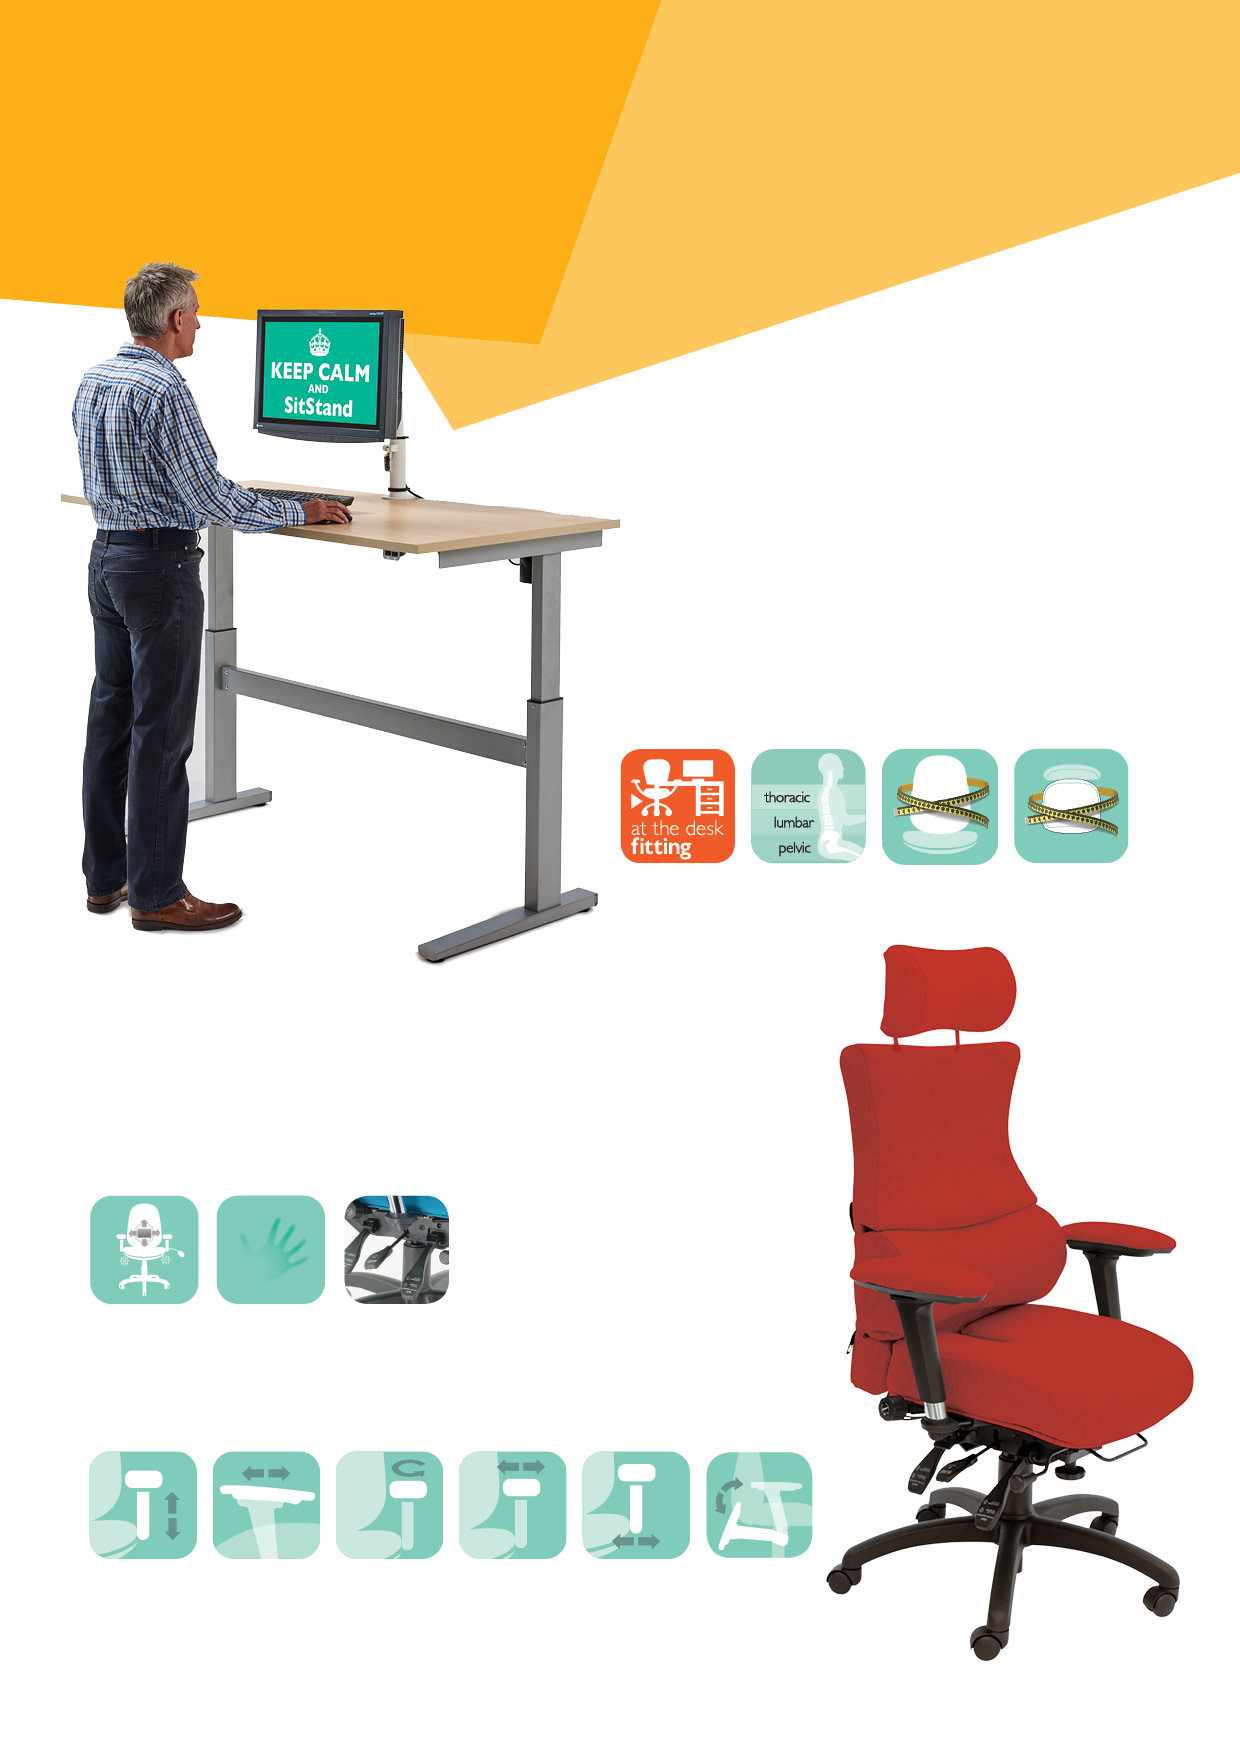 KEEP CALM
AND
SitStand
at the desk
fitting
thoracic
lumbar
pelvic